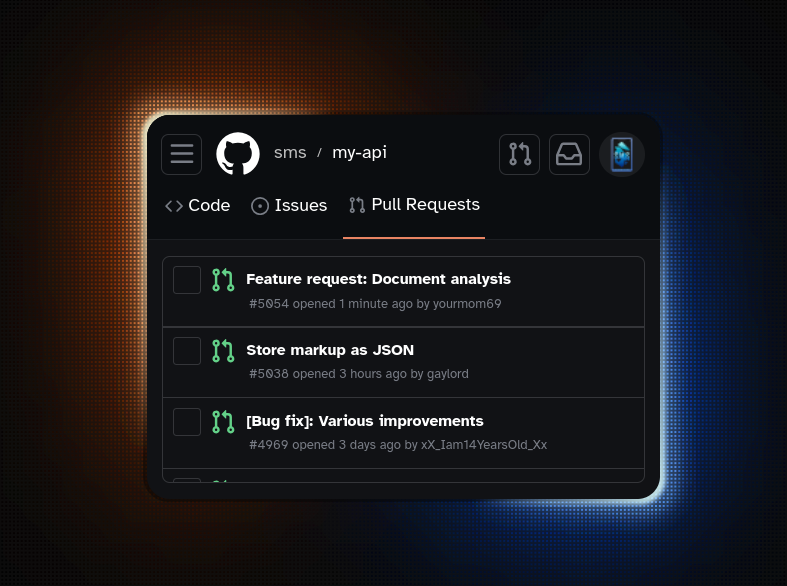 sms / my-api
Code Issues Pull Requests
Feature request: Document analysis
#5054 opened 1 minute ago by yourmom69
Store markup as JSON
#5038 opened 3 hours ago by gaylord
[Bug fix]: Various improvements
#4969 opened 3 days ago by xX_Iam14YearsOld_Xx